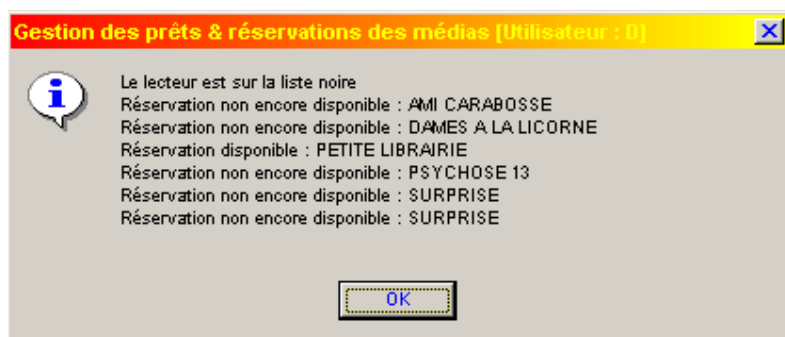 Gestion des prêts & réservations des médias [Utilisateur : D]
Le lecteur est sur la liste noire
Réservation non encore disponible : AMI CARABOSSE
Réservation non encore disponible : DAMES A LA LICORNE
Réservation disponible : PETITE LIBRAIRIE
Réservation non encore disponible : PSYCHOSE 13
Réservation non encore disponible : SURPRISE
Réservation non encore disponible : SURPRISE
OK